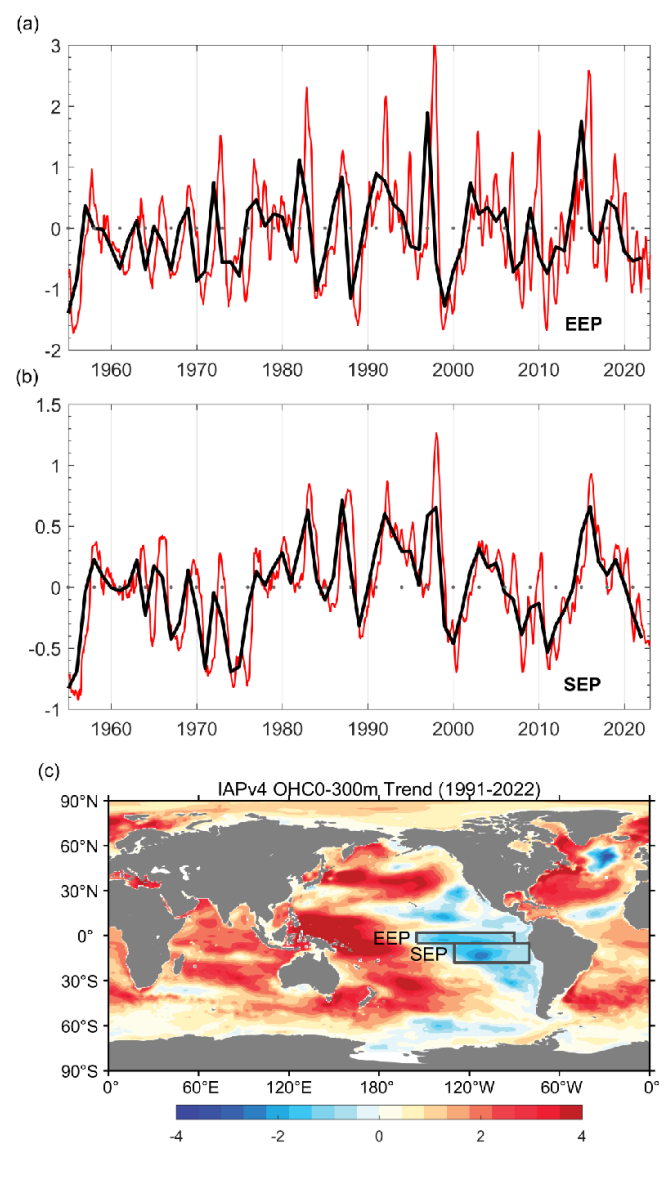 (a)
3
2
1
0
-1
-2
EEP
1960 1970 1980 1990 2000 2010 2020
(b)
1.5
1
0.5
0
-0.5
-1
SEP
1960 1970 1980 1990 2000 2010 2020
(c)
IAPv4 OHC0-300m Trend (1991-2022)
90°N
60°N
30°N
0°
EEP
SEP
30°S
60°S
90°S
0° 60°E 120°E 180° 120°W 60°W 0°
-4 -2 0 2 4